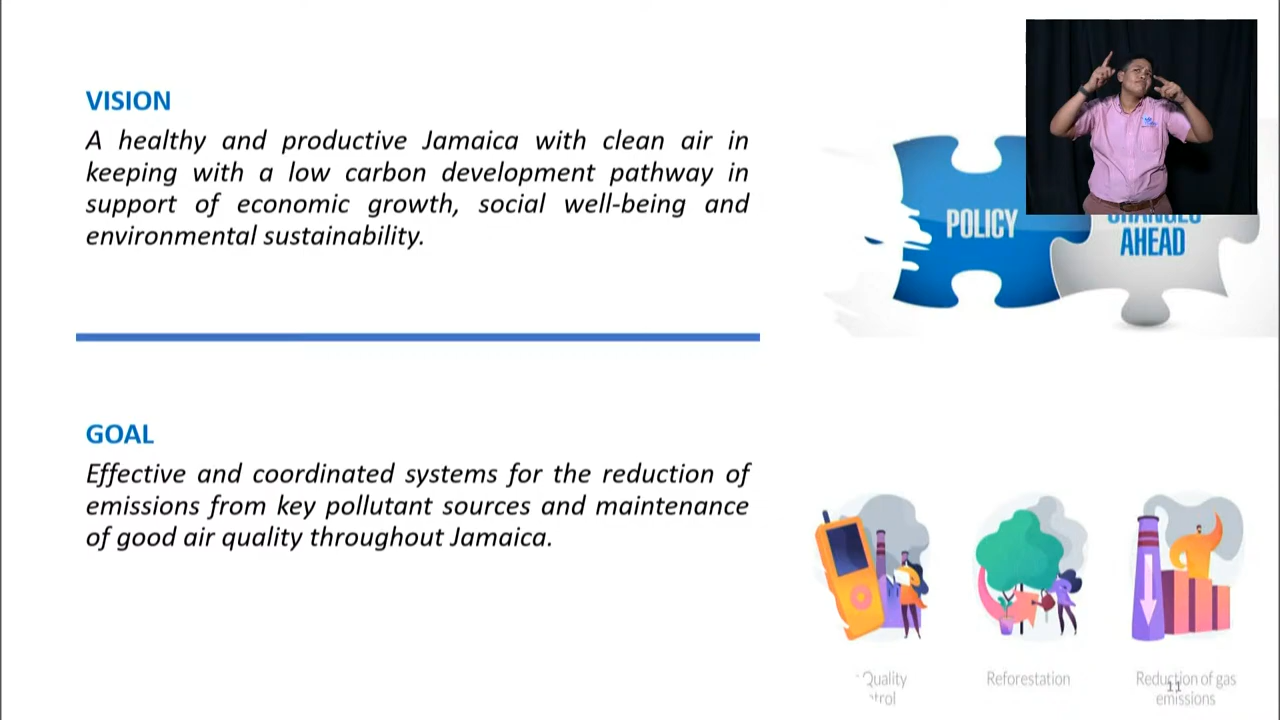 VISION
A healthy and productive Jamaica with clean air in
keeping with a low carbon development pathway in
support of economic growth, social well-being and
environmental sustainability.
POLICY
CHANGES
AHEAD
GOAL
Effective and coordinated systems for the reduction of
emissions from key pollutant sources and maintenance
of good air quality throughout Jamaica.
Quality
Reforestation
Reduction of gas
emissions
11